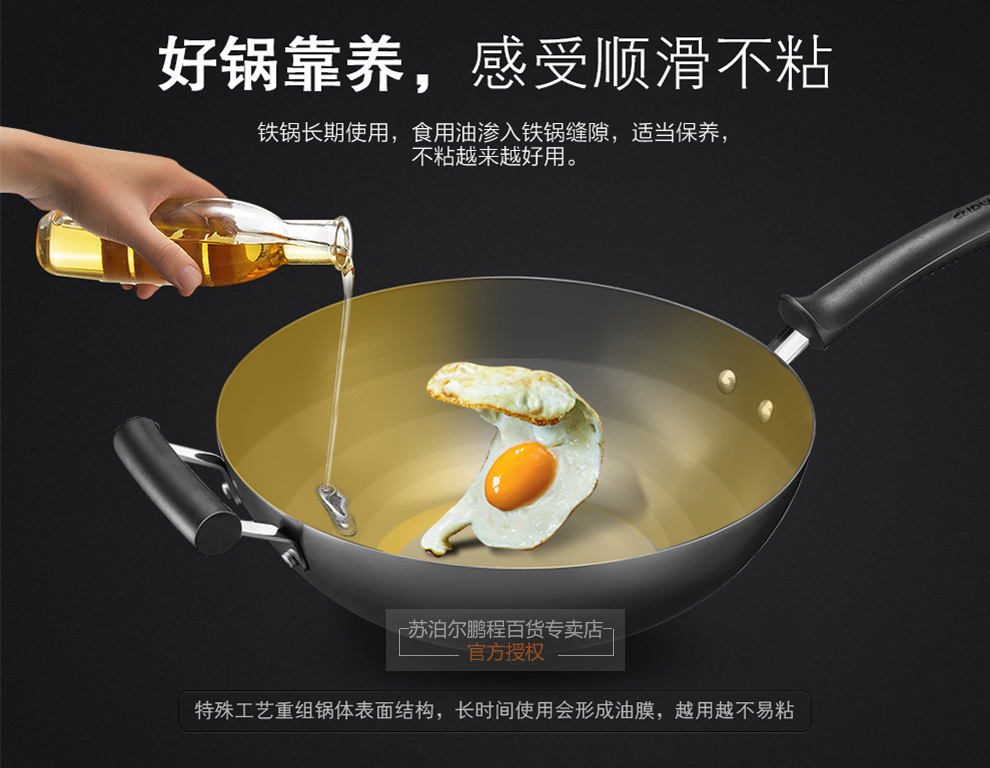 好锅靠养，感受顺滑不粘
铁锅长期使用，食用油渗入铁锅缝隙，适当保养，
不粘越来越好用。
苏泊尔鹏程百货专卖店
官方授权
特殊工艺重组锅体表面结构，长时间使用会形成油膜，越用越不易粘